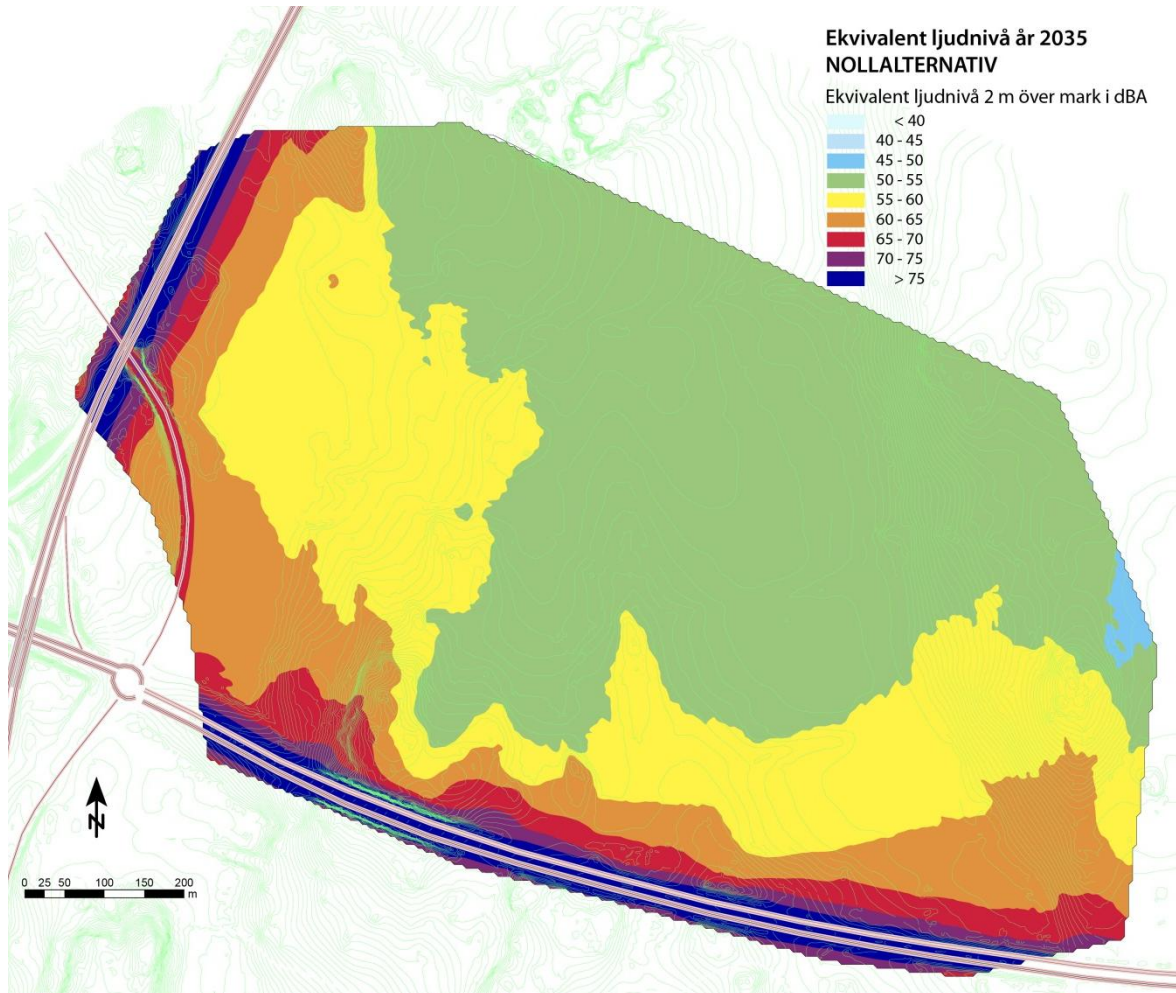 Ekvivalent ljudnivå år 2035
NOLLALTERNATIV
Ekvivalent ljudnivå 2 m över mark i dBA
< 40
40 - 45
45 - 50
50 - 55
55 - 60
60 - 65
65 - 70
70 - 75
> 75
N
0 25 50 100 150 200
m